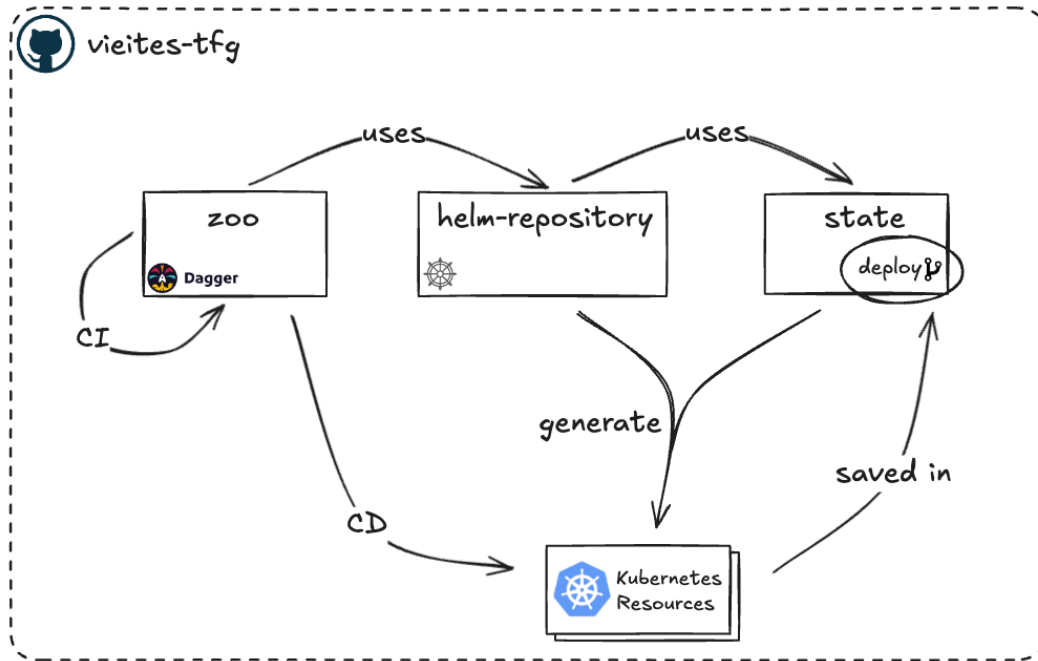 vieites-tfg
uses
uses
zoo
helm-repository
state
Dagger
deploy
CI
generate
saved in
CD
Kubernetes
Resources